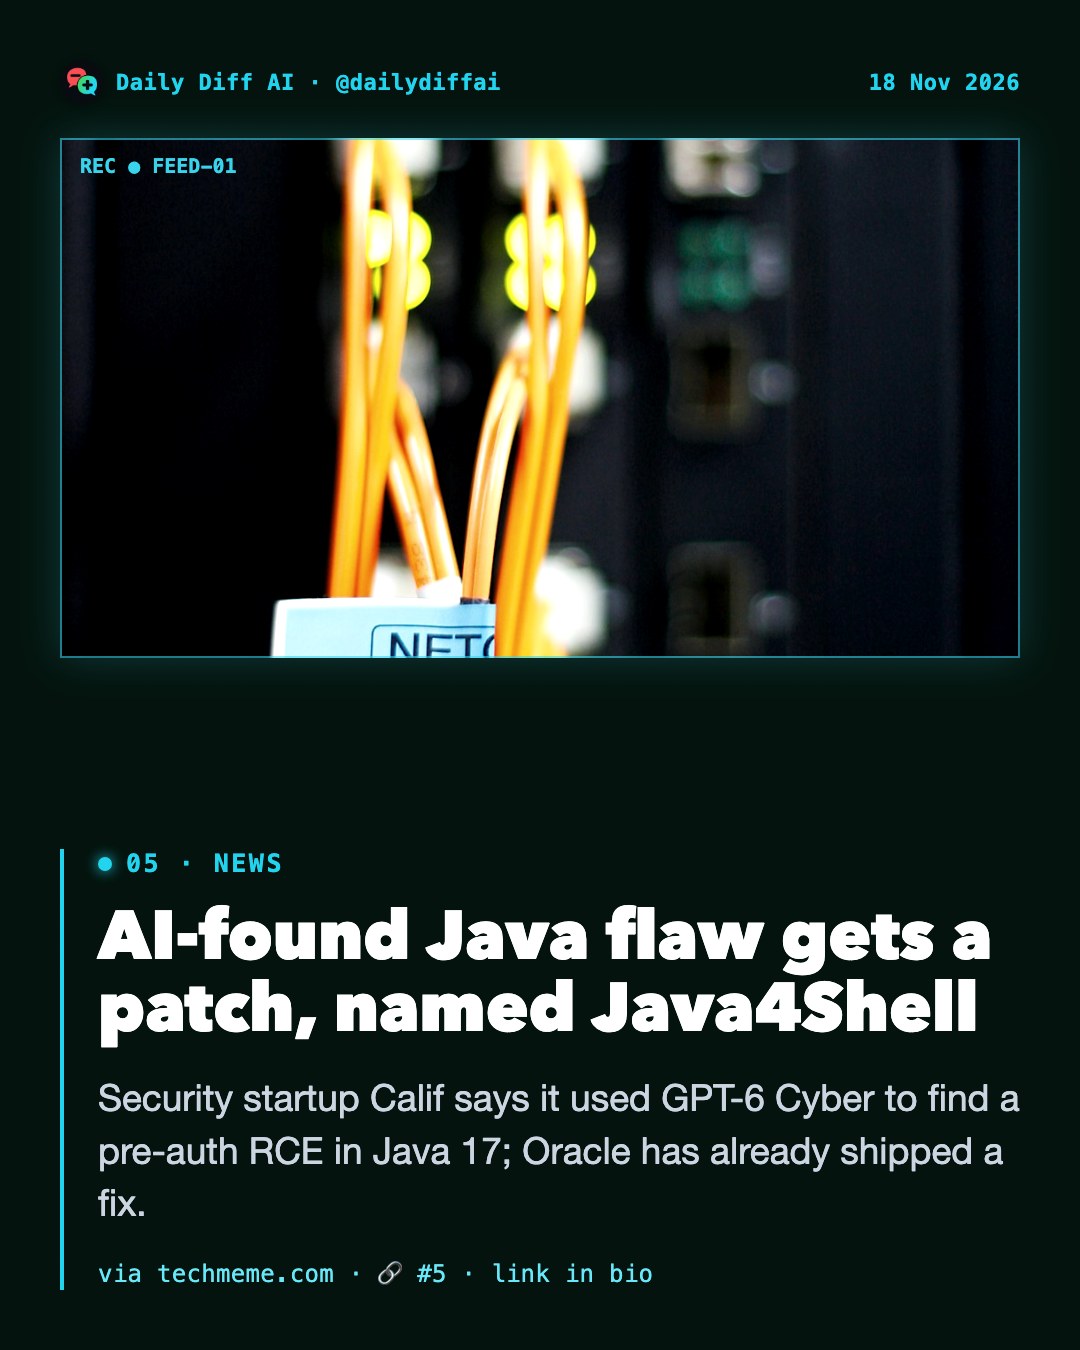 Daily Diff AI · @dailydiffai
18 Nov 2026
REC ● FEED–01
● 05 · NEWS
AI-found Java flaw gets a
patch, named Java4Shell
Security startup Calif says it used GPT-6 Cyber to find a
pre-auth RCE in Java 17; Oracle has already shipped a
fix.
via techmeme.com · 🔗 #5 · link in bio